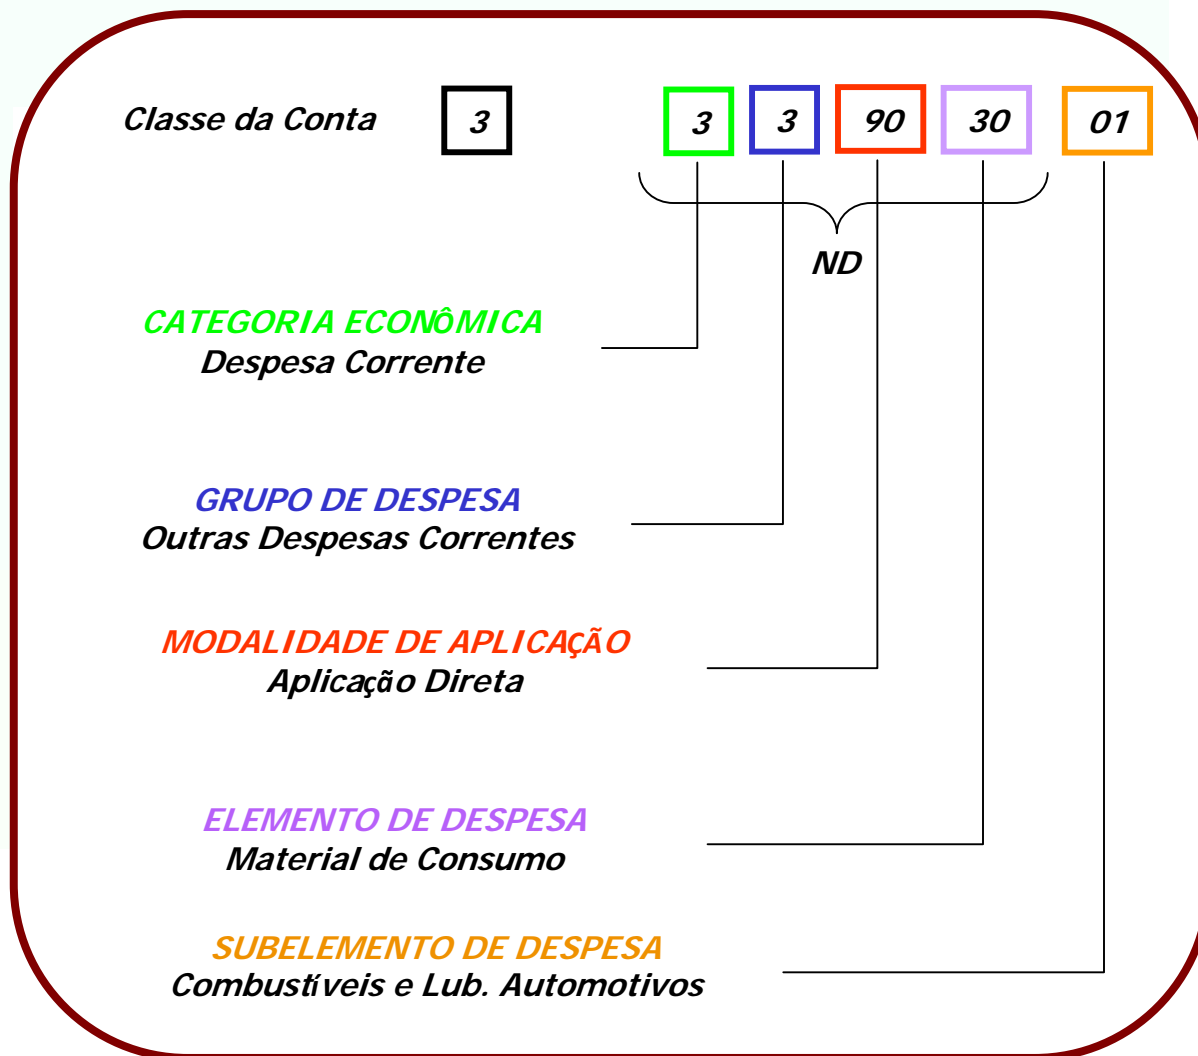 Classe da Conta 3 3 3 90 30 01
ND
CATEGORIA ECONÔMICA
Despesa Corrente
GRUPO DE DESPESA
Outras Despesas Correntes
MODALIDADE DE APLICAÇÃO
Aplicação Direta
ELEMENTO DE DESPESA
Material de Consumo
SUBELEMENTO DE DESPESA
Combustíveis e Lub. Automotivos